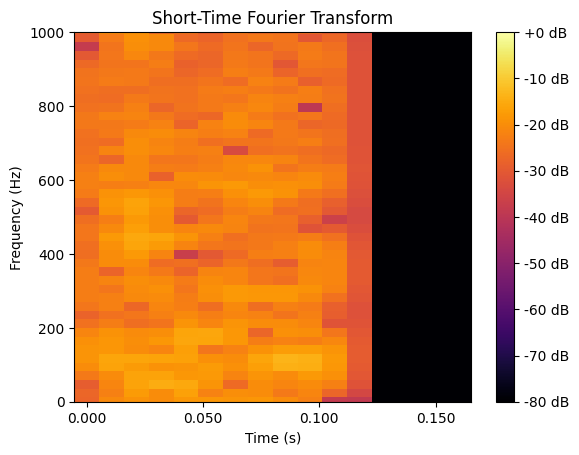 Short-Time Fourier Transform
1000
800
600
400
200
0
Frequency (Hz)
0.000
0.050
0.100
0.150
Time (s)
+0 dB
-10 dB
-20 dB
-30 dB
-40 dB
-50 dB
-60 dB
-70 dB
-80 dB